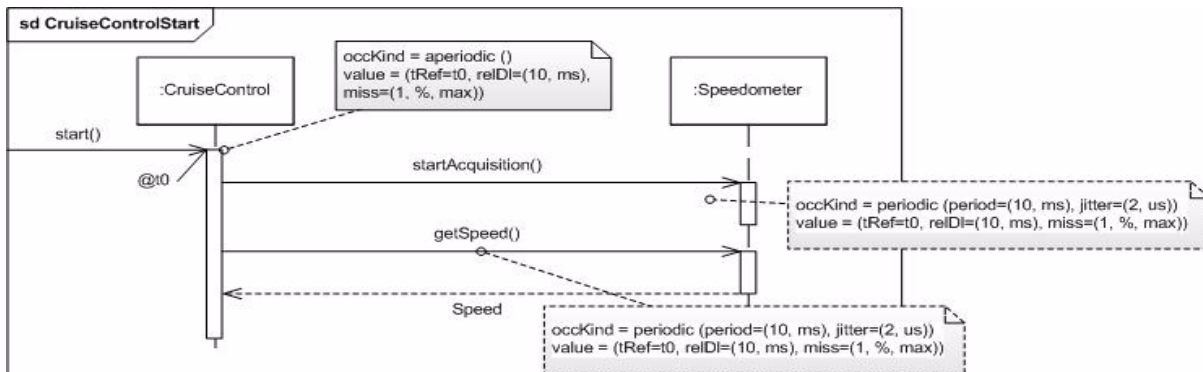 sd CruiseControlStart
occKind = aperiodic ()
value = (tRef=t0, relDl=(10, ms),
miss=(1, %, max))
:CruiseControl
:Speedometer
start()
startAcquisition()
@t0
occKind = periodic (period=(10, ms), jitter=(2, us))
value = (tRef=t0, relDl=(10, ms), miss=(1, %, max))
getSpeed()
Speed
occKind = periodic (period=(10, ms), jitter=(2, us))
value = (tRef=t0, relDl=(10, ms), miss=(1, %, max))